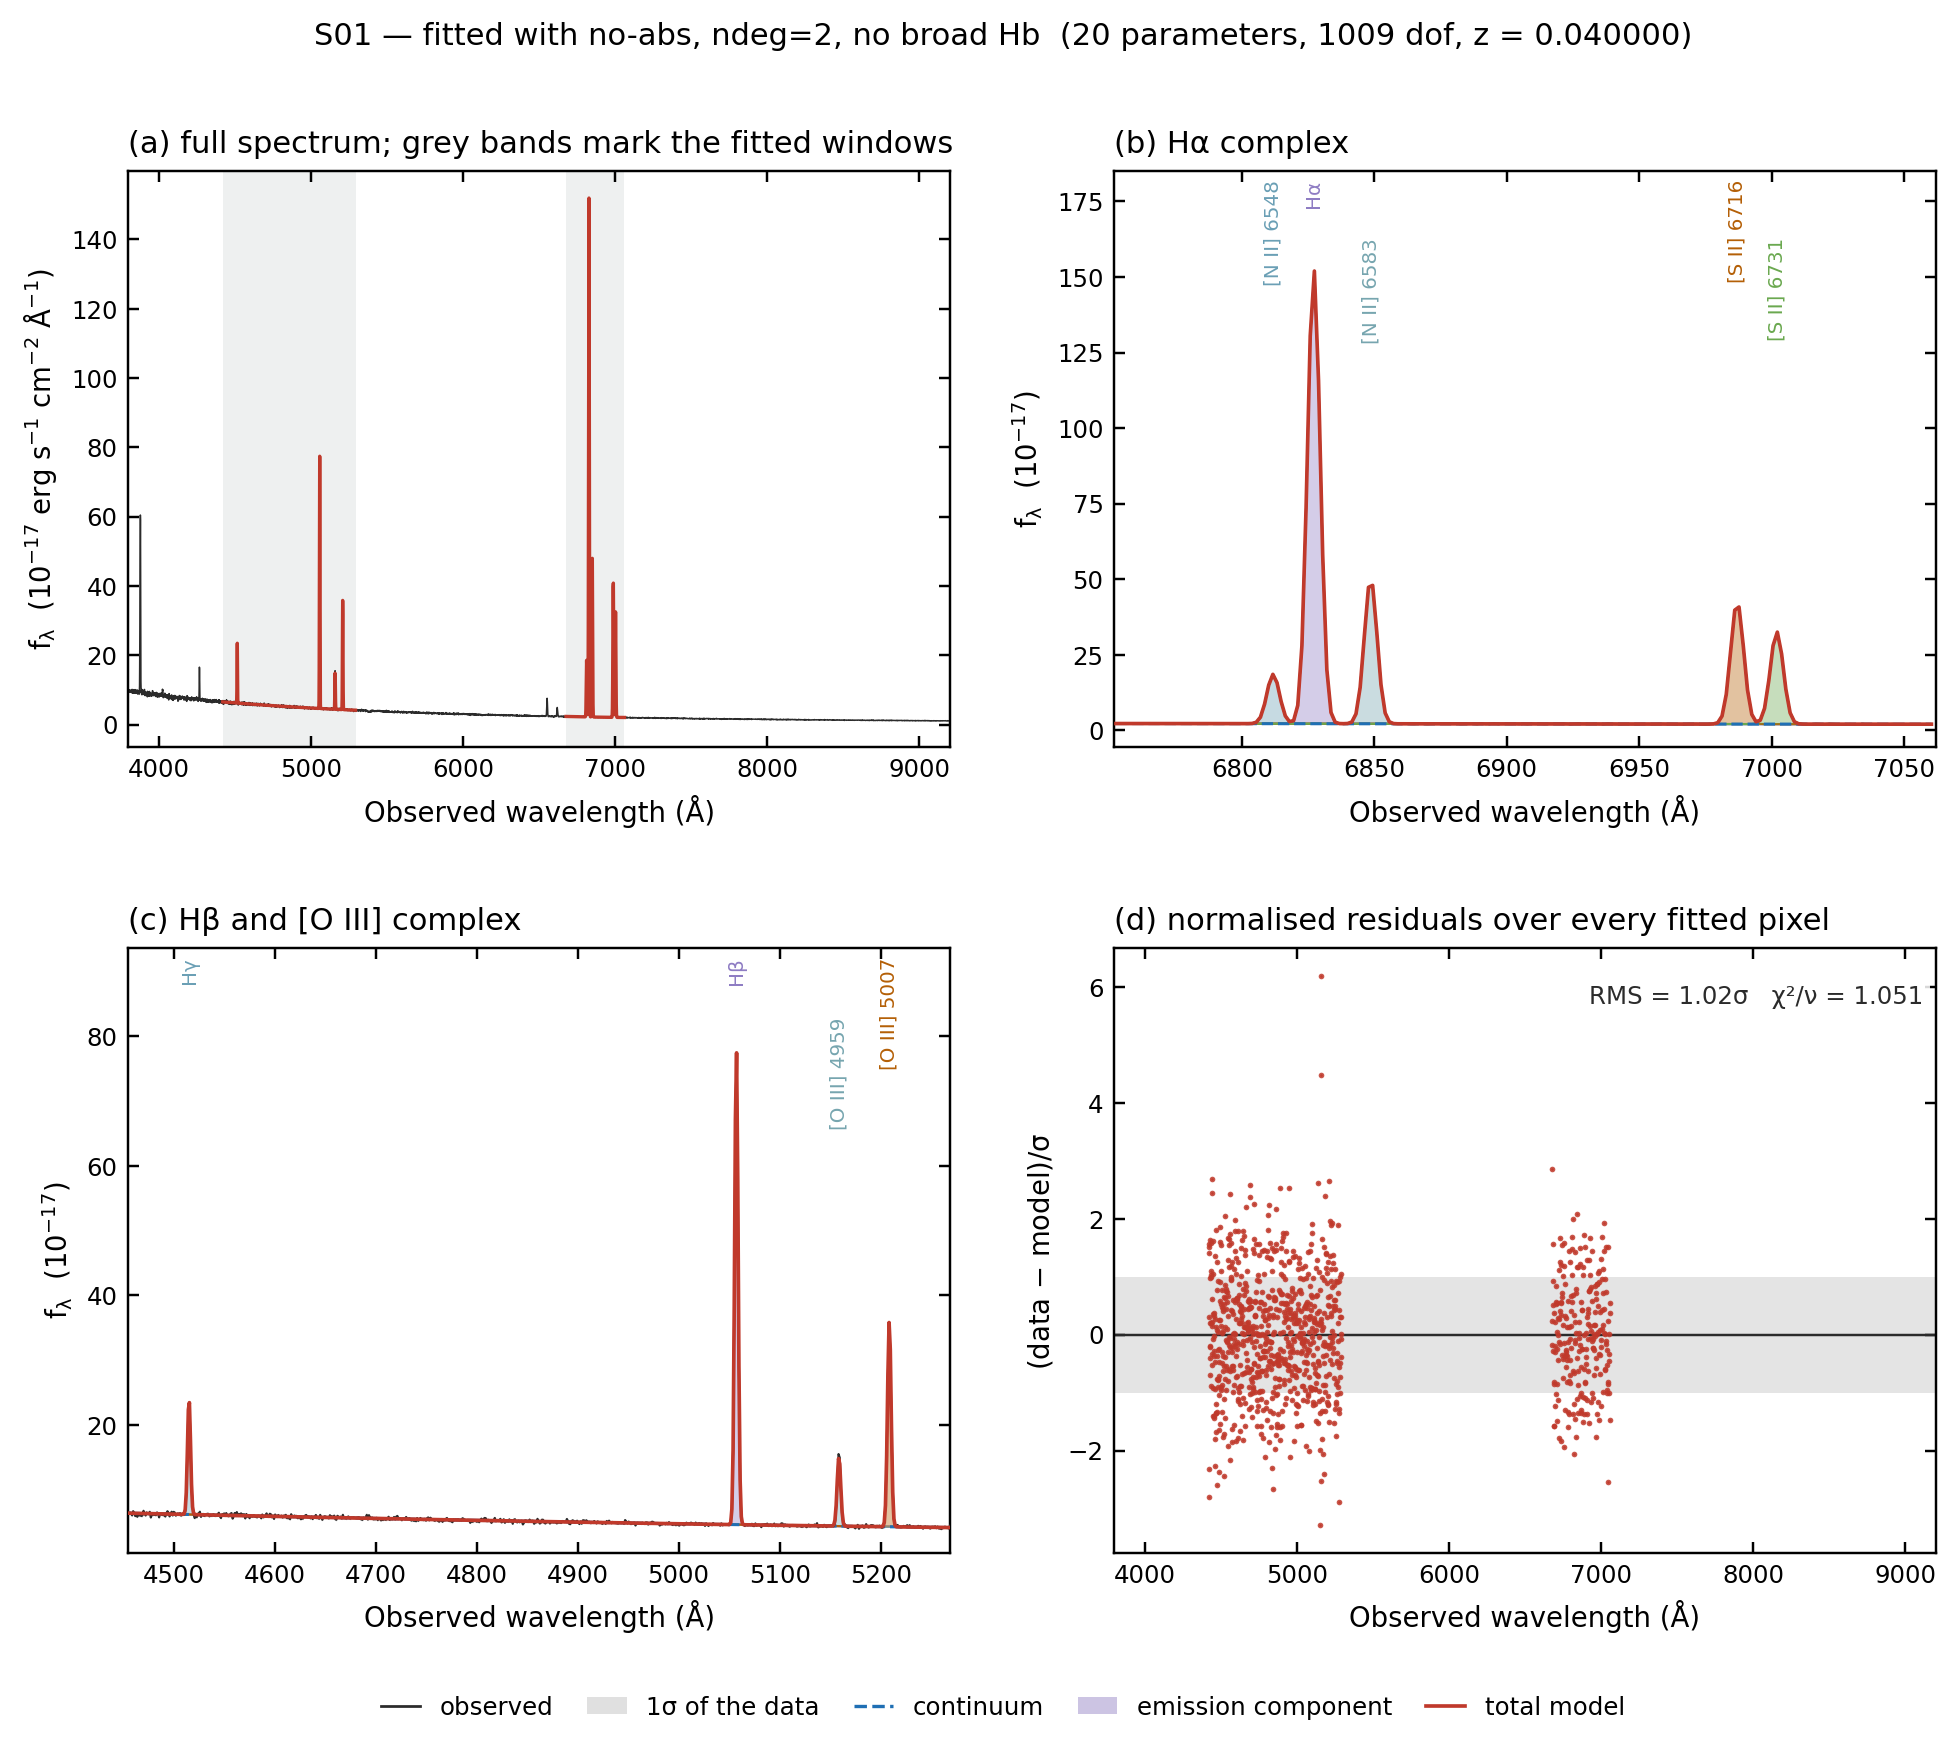 S01 — fitted with no-abs, ndeg=2, no broad Hb  (20 parameters, 1009 dof, z = 0.040000)
(a) full spectrum; grey bands mark the fitted windows
f_λ (10⁻¹⁷ erg s⁻¹ cm⁻² Å⁻¹)
140
120
100
80
60
40
20
0
4000 5000 6000 7000 8000 9000
Observed wavelength (Å)
(b) Hα complex
f_λ (10⁻¹⁷)
175
150
125
100
75
50
25
0
[N II] 6548
Hα
[N II] 6583
[S II] 6716
[S II] 6731
6800 6850 6900 6950 7000 7050
Observed wavelength (Å)
(c) Hβ and [O III] complex
f_λ (10⁻¹⁷)
80
60
40
20
Hγ
Hβ
[O III] 4959
[O III] 5007
4500 4600 4700 4800 4900 5000 5100 5200
Observed wavelength (Å)
(d) normalised residuals over every fitted pixel
(data − model)/σ
6
4
2
0
−2
RMS = 1.02σ   χ²/ν = 1.051
4000 5000 6000 7000 8000 9000
Observed wavelength (Å)
observed 1σ of the data continuum emission component total model